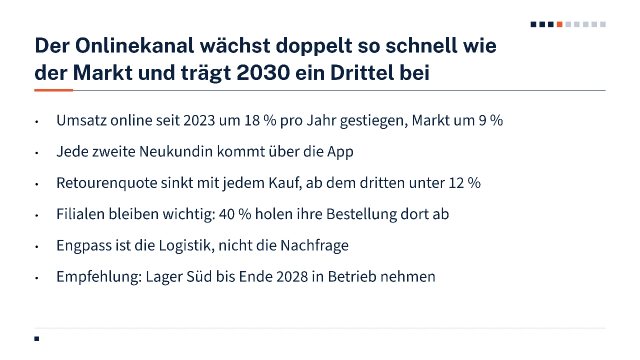 Der Onlinekanal wächst doppelt so schnell wie
der Markt und trägt 2030 ein Drittel bei
• Umsatz online seit 2023 um 18 % pro Jahr gestiegen, Markt um 9 %
• Jede zweite Neukundin kommt über die App
• Retourenquote sinkt mit jedem Kauf, ab dem dritten unter 12 %
• Filialen bleiben wichtig: 40 % holen ihre Bestellung dort ab
• Engpass ist die Logistik, nicht die Nachfrage
• Empfehlung: Lager Süd bis Ende 2028 in Betrieb nehmen